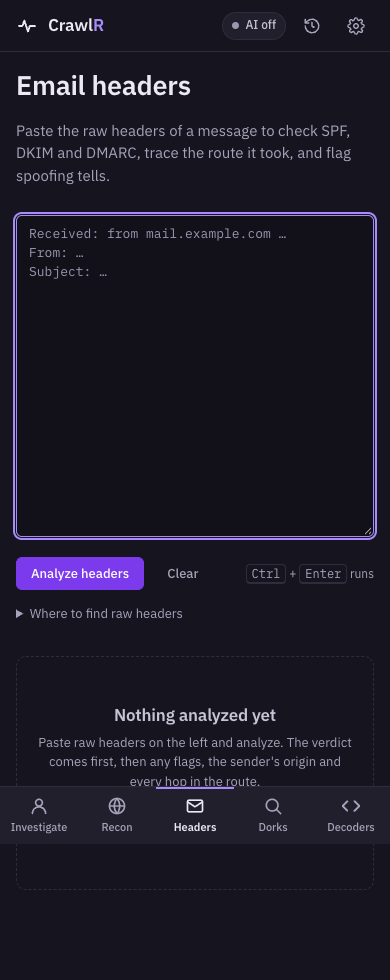 CrawlR
AI off
Email headers
Paste the raw headers of a message to check SPF,
DKIM and DMARC, trace the route it took, and flag
spoofing tells.
Received: from mail.example.com …
From: …
Subject: …
Analyze headers
Clear
Ctrl + Enter runs
Where to find raw headers
Nothing analyzed yet
Paste raw headers on the left and analyze. The verdict
comes first, then any flags, the sender's origin and
every hop in the route.
Investigate
Recon
Headers
Dorks
Decoders